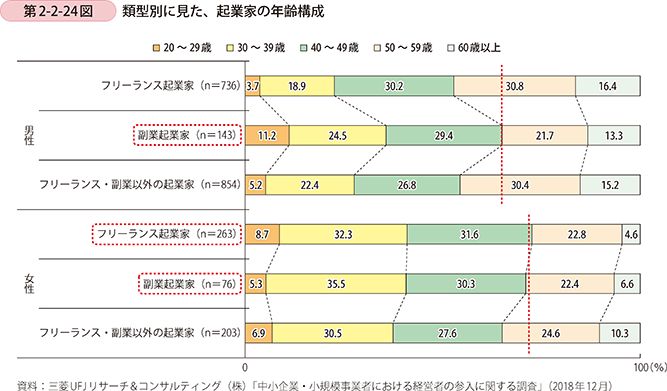 第2-2-24図 類型別に見た、起業家の年齢構成
20～29歳 30～39歳 40～49歳 50～59歳 60歳以上
男性
フリーランス起業家（n＝736） 3.7 18.9 30.2 30.8 16.4
副業起業家（n＝143） 11.2 24.5 29.4 21.7 13.3
フリーランス・副業以外の起業家（n＝854） 5.2 22.4 26.8 30.4 15.2
女性
フリーランス起業家（n＝263） 8.7 32.3 31.6 22.8 4.6
副業起業家（n＝76） 5.3 35.5 30.3 22.4 6.6
フリーランス・副業以外の起業家（n＝203） 6.9 30.5 27.6 24.6 10.3
0 100（%）
資料：三菱UFJリサーチ＆コンサルティング（株）「中小企業・小規模事業者における経営者の参入に関する調査」（2018年12月）